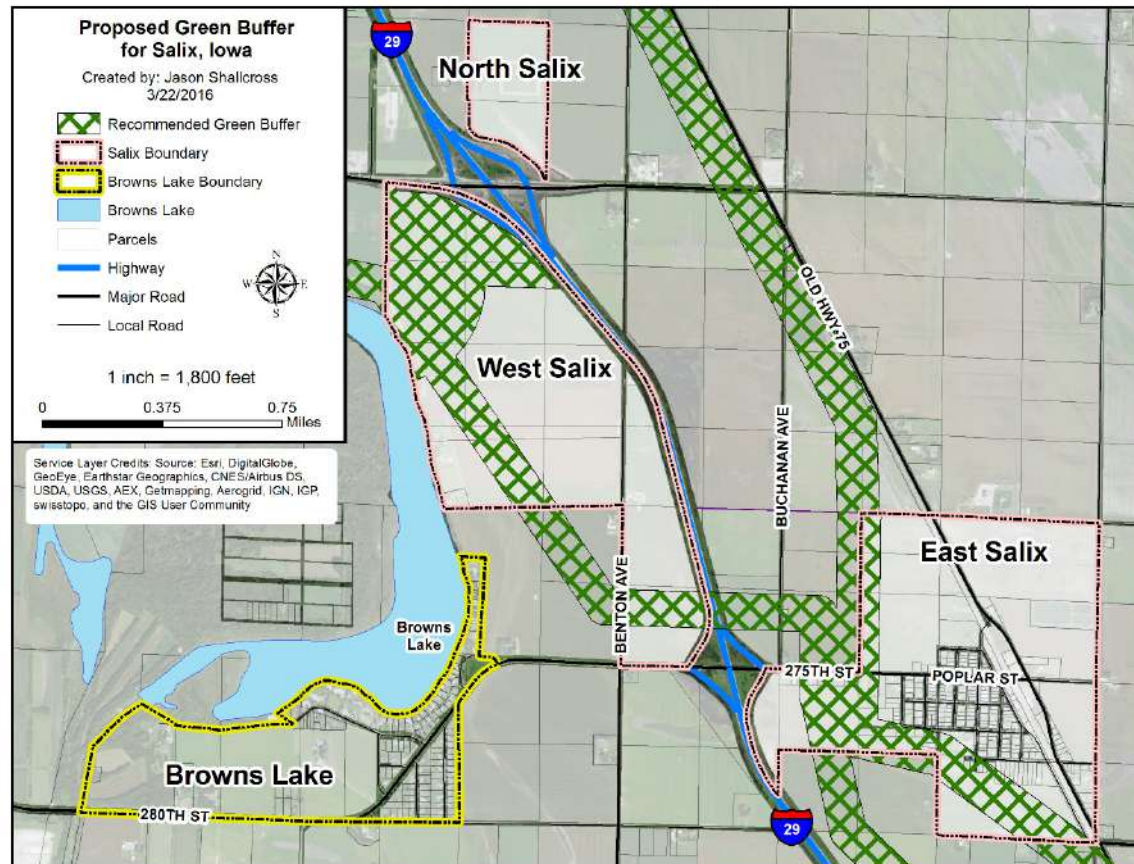 Proposed Green Buffer
for Salix, Iowa
Created by: Jason Shallcross
3/22/2016
Recommended Green Buffer
Salix Boundary
Browns Lake Boundary
Browns Lake
Parcels
Highway
Major Road
Local Road
N
W
E
S
1 inch = 1,800 feet
0
0.375
0.75
Miles
Service Layer Credits: Source: Esri, DigitalGlobe,
GeoEye, Earthstar Geographics, CNES/Airbus DS,
USDA, USGS, AEX, Getmapping, Aerogrid, IGN, IGP,
swisstopo, and the GIS User Community
29
North Salix
OLD HWY 75
West Salix
BUCHANAN AVE
East Salix
BENTON AVE
Browns
Lake
275TH ST
POPLAR ST
Browns Lake
280TH ST
29